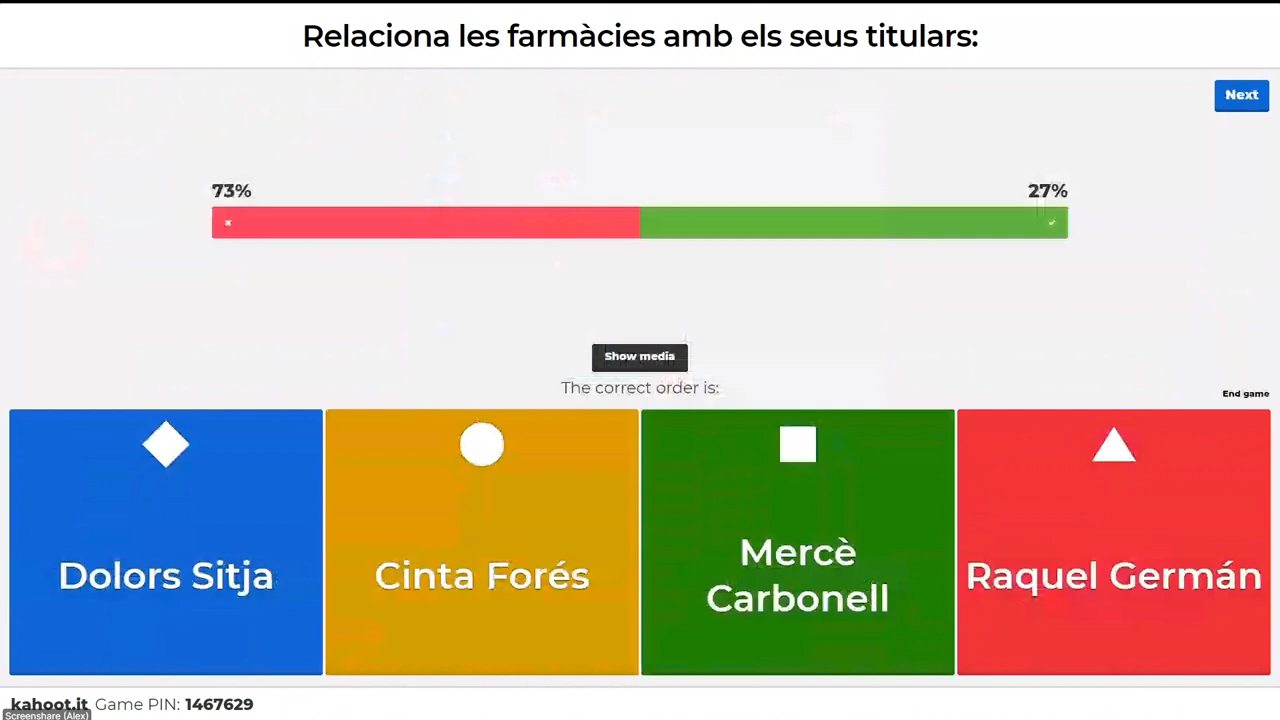 Relaciona les farmàcies amb els seus titulars:
Next
73%
27%
Show media
The correct order is:
End game
Dolors Sitja
Cinta Forés
Mercè
Carbonell
Raquel Germán
kahoot.it Game PIN: 1467629
Screenshare (Alex)